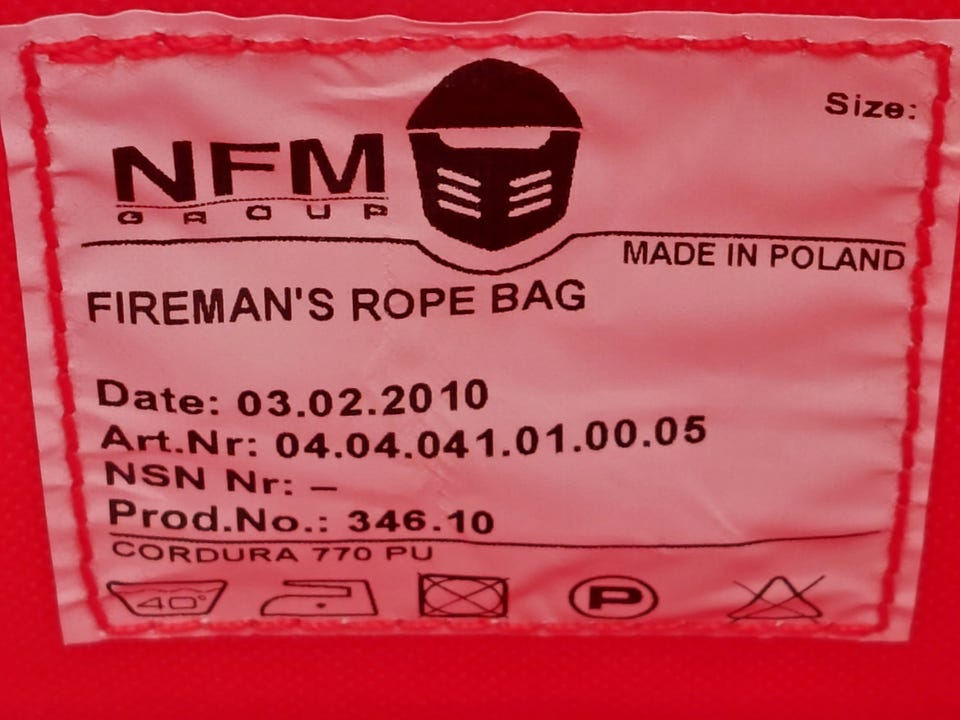 Size:
NFM
GROUP
MADE IN POLAND
FIREMAN'S ROPE BAG
Date: 03.02.2010
Art.Nr: 04.04.041.01.00.05
NSN Nr: –
Prod.No.: 346.10
CORDURA 770 PU
40° P